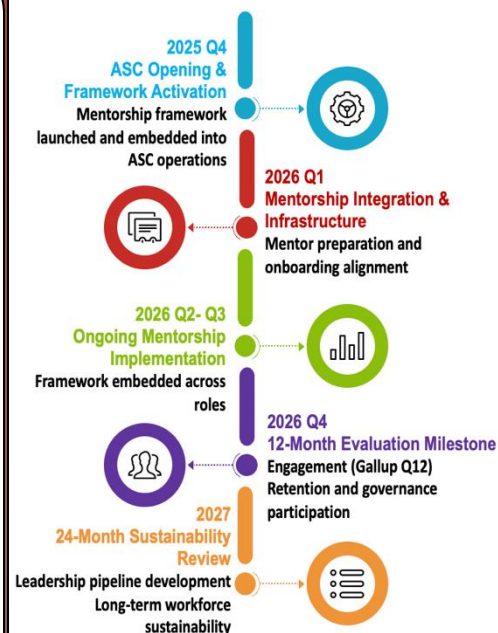 2025 Q4
ASC Opening &
Framework Activation
Mentorship framework
launched and embedded into
ASC operations
2026 Q1
Mentorship Integration &
Infrastructure
Mentor preparation and
onboarding alignment
2026 Q2- Q3
Ongoing Mentorship
Implementation
Framework embedded across
roles
2026 Q4
12-Month Evaluation Milestone
Engagement (Gallup Q12)
Retention and governance
participation
2027
24-Month Sustainability
Review
Leadership pipeline development
Long-term workforce
sustainability